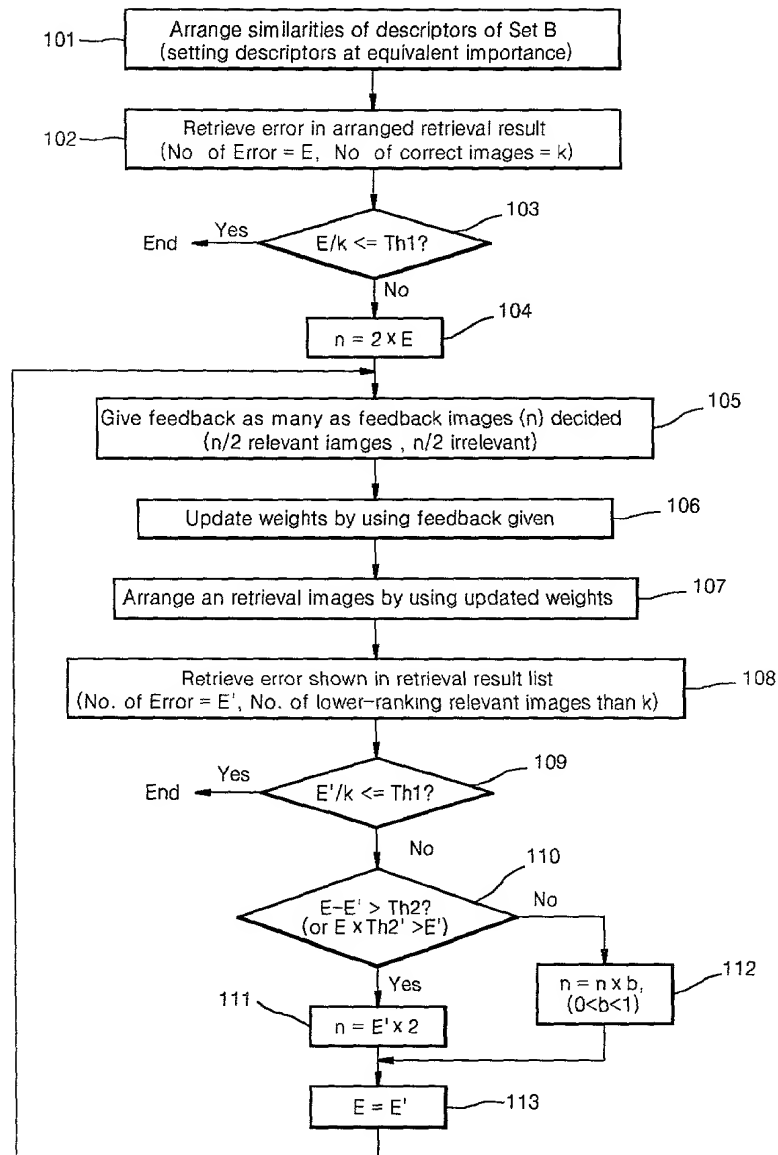 101
Arrange similarities of descriptors of Set B
(setting descriptors at equivalent importance)
102
Retrieve error in arranged retrieval result
(No of Error = E, No of correct images = k)
103
End
Yes
E/k <= Th1?
No
104
n = 2 x E
105
Give feedback as many as feedback images (n) decided
(n/2 relevant iamges , n/2 irrelevant)
106
Update weights by using feedback given
107
Arrange an retrieval images by using updated weights
108
Retrieve error shown in retrieval result list
(No. of Error = E', No. of lower-ranking relevant images than k)
109
End
Yes
E'/k <= Th1?
No
110
E-E' > Th2?
(or E x Th2' >E')
No
Yes
112
n = n x b,
(0<b<1)
111
n = E' x 2
E = E'
113